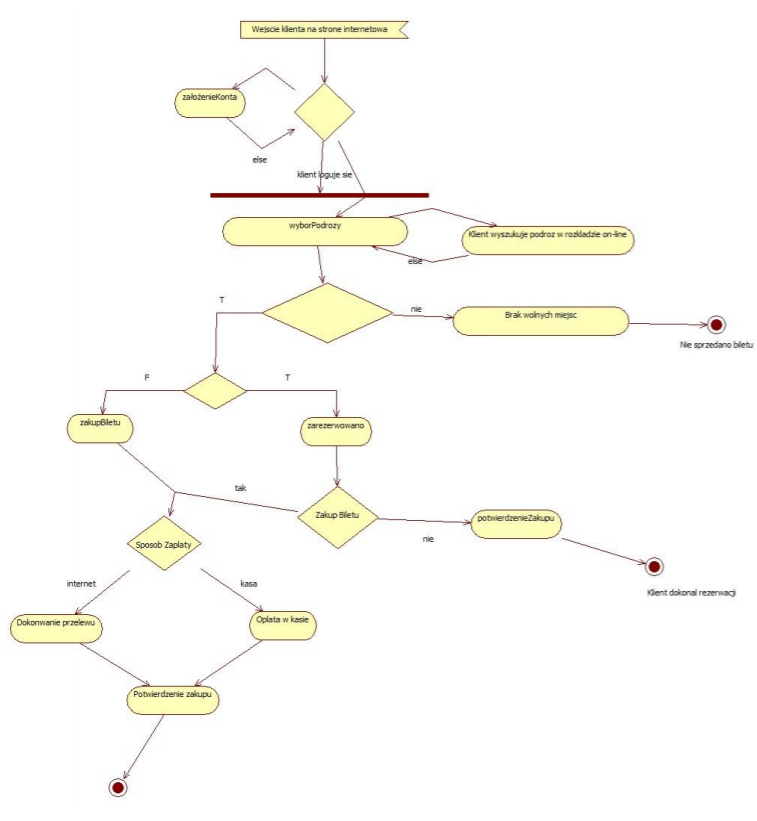 Wejscie klienta na strone internetowa
założenieKonta
else
klient loguje sie
wyborPodrozy
Klient wyszukuje podroz w rozkladzie on-line
else
T
nie
Brak wolnych miejsc
Nie sprzedano biletu
F
T
zakupBiletu
zarezerwowano
tak
Zakup Biletu
potwierdzenieZakupu
nie
Sposob Zaplaty
internet
kasa
Klient dokonal rezerwacji
Dokonwanie przelewu
Oplata w kasie
Potwierdzenie zakupu